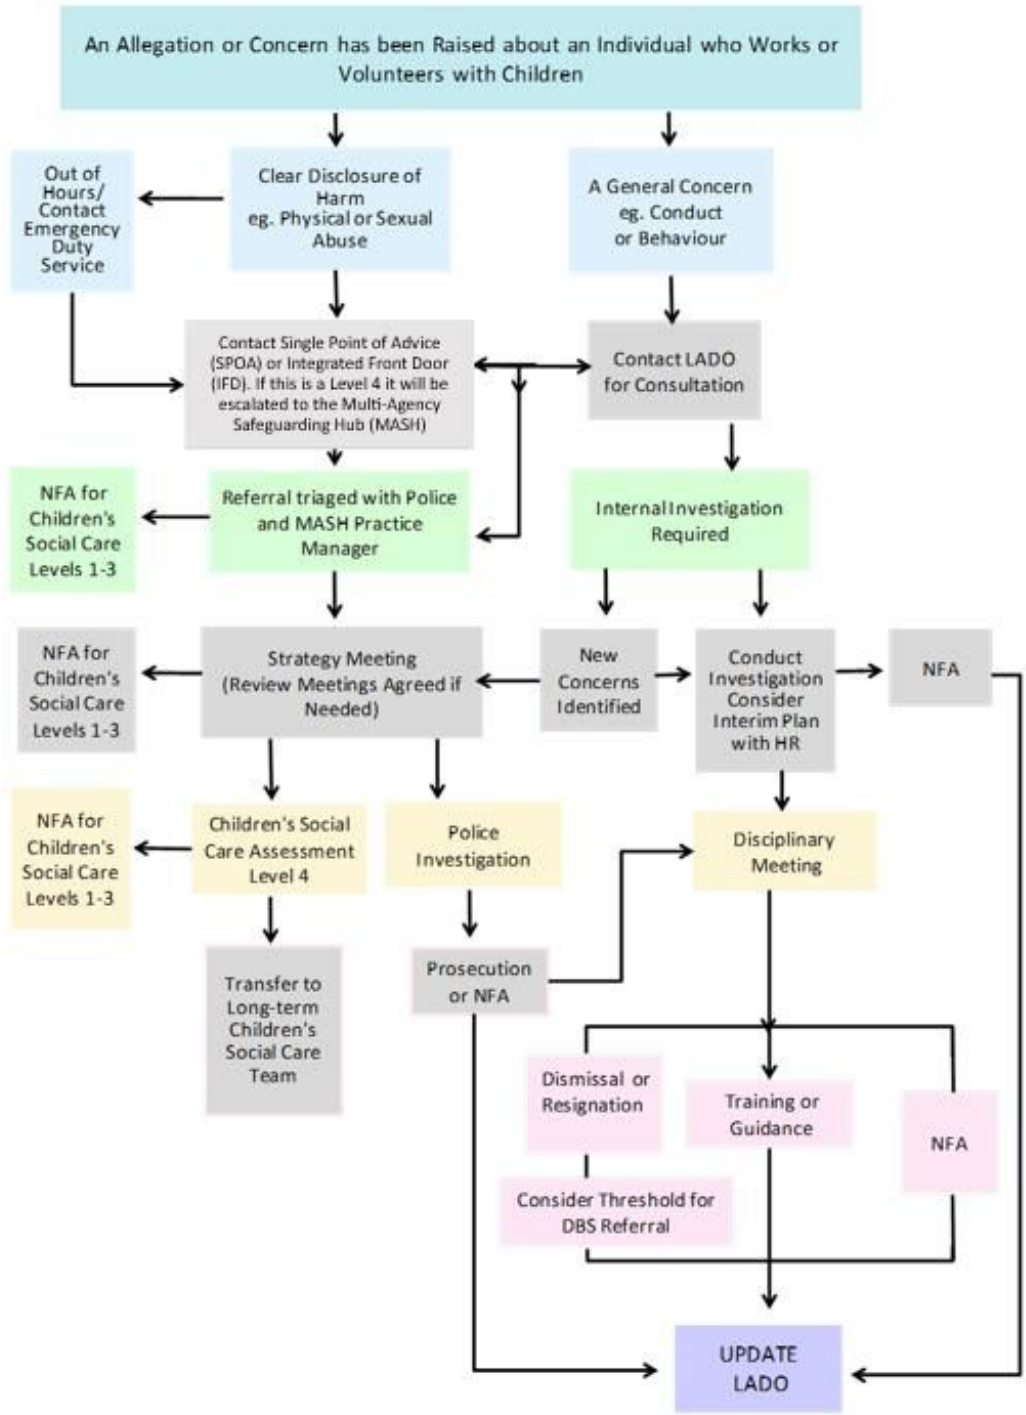 An Allegation or Concern has been Raised about an Individual who Works or
Volunteers with Children
Out of
Hours/
Contact
Emergency
Duty
Service
Clear Disclosure of
Harm
eg. Physical or Sexual
Abuse
A General Concern
eg. Conduct
or Behaviour
Contact Single Point of Advice
(SPOA) or Integrated Front Door
(IFD). If this is a Level 4 it will be
escalated to the Multi-Agency
Safeguarding Hub (MASH)
Contact LADO
for Consultation
NFA for
Children's
Social Care
Levels 1-3
Referral triaged with Police
and MASH Practice
Manager
Internal Investigation
Required
NFA for
Children's
Social Care
Levels 1-3
Strategy Meeting
(Review Meetings Agreed if
Needed)
New
Concerns
Identified
Conduct
Investigation
Consider
Interim Plan
with HR
NFA
NFA for
Children's
Social Care
Levels 1-3
Children's Social
Care Assessment
Level 4
Police
Investigation
Disciplinary
Meeting
Transfer to
Long-term
Children's
Social Care
Team
Prosecution
or NFA
Dismissal or
Resignation
Training or
Guidance
NFA
Consider Threshold for
DBS Referral
UPDATE
LADO